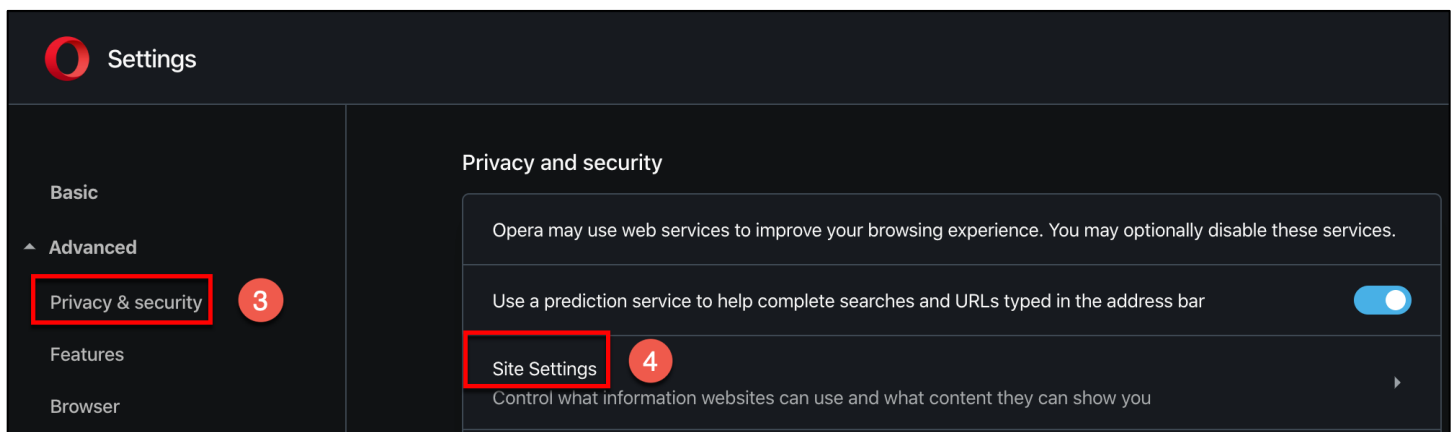 Settings
Basic
Advanced
Privacy & security
3
Features
Browser
Privacy and security
Opera may use web services to improve your browsing experience. You may optionally disable these services.
Use a prediction service to help complete searches and URLs typed in the address bar
Site Settings
4
Control what information websites can use and what content they can show you